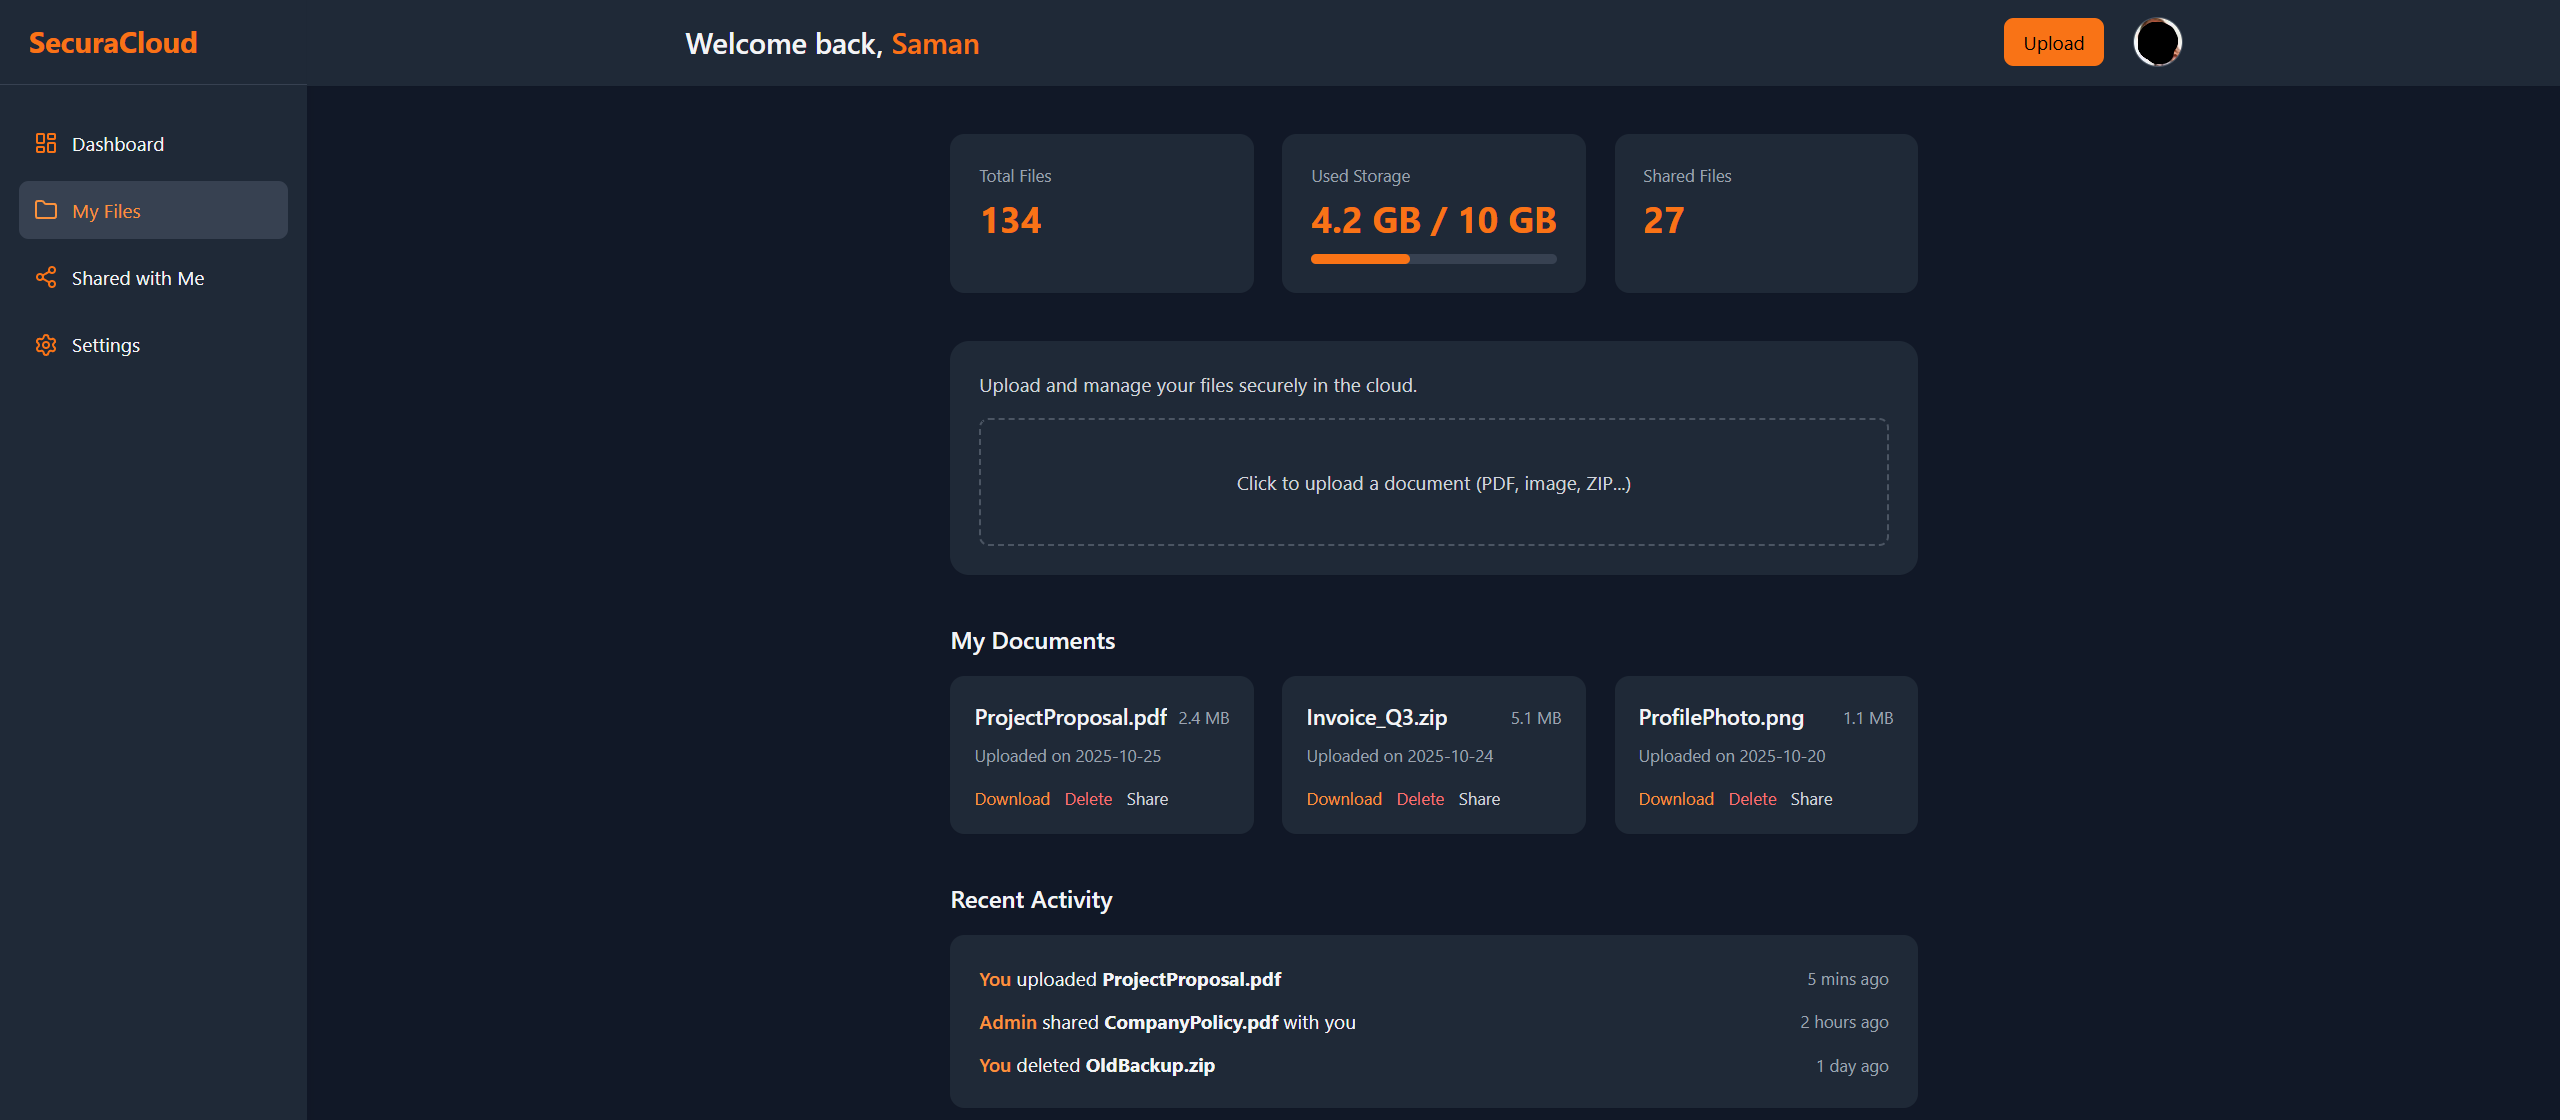 SecuraCloud
Welcome back, Saman
Upload
Dashboard
My Files
Shared with Me
Settings
Total Files
134
Used Storage
4.2 GB / 10 GB
Shared Files
27
Upload and manage your files securely in the cloud.
Click to upload a document (PDF, image, ZIP...)
My Documents
ProjectProposal.pdf 2.4 MB
Uploaded on 2025-10-25
Download Delete Share
Invoice_Q3.zip 5.1 MB
Uploaded on 2025-10-24
Download Delete Share
ProfilePhoto.png 1.1 MB
Uploaded on 2025-10-20
Download Delete Share
Recent Activity
You uploaded ProjectProposal.pdf 5 mins ago
Admin shared CompanyPolicy.pdf with you 2 hours ago
You deleted OldBackup.zip 1 day ago